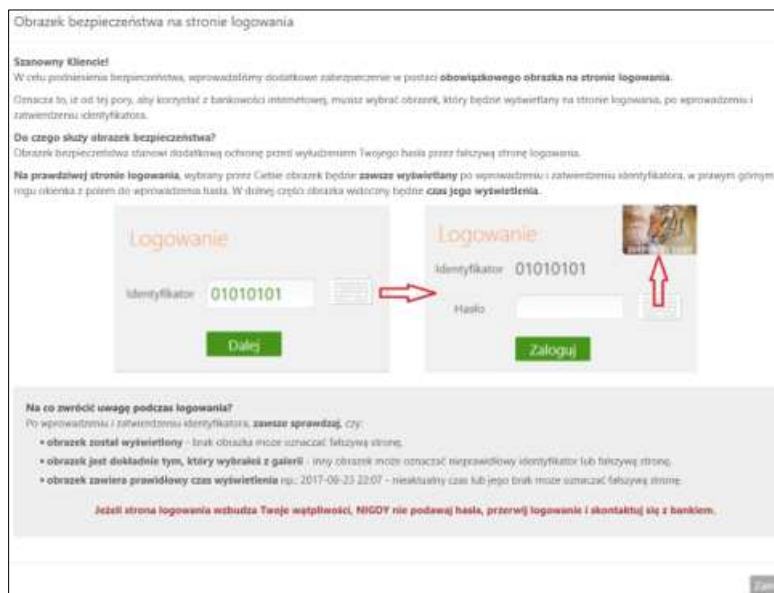 Obrazek bezpieczeństwa na stronie logowania
Szanowny Kliencie!
W celu podniesienia bezpieczeństwa, wprowadziliśmy dodatkowe zabezpieczenie w postaci obowiązkowego obrazka na stronie logowania.
Oznacza to, iż od tej pory, aby korzystać z bankowości internetowej, musisz wybrać obrazek, który będzie wyświetlany na stronie logowania, po wprowadzeniu i
zatwierdzeniu identyfikatora.
Do czego służy obrazek bezpieczeństwa?
Obrazek bezpieczeństwa stanowi dodatkową ochronę przed wyłudzeniem Twojego hasła przez fałszywą stronę logowania.
Na prawdziwej stronie logowania, wybrany przez Ciebie obrazek będzie zawsze wyświetlany po wprowadzeniu i zatwierdzeniu identyfikatora, w prawym górnym
rogu okienka z polem do wprowadzenia hasła. W dolnej części obrazka widoczny będzie czas jego wyświetlenia.
Logowanie
Identyfikator 01010101
Dalej
Logowanie
Identyfikator 01010101
Hasło
Zaloguj
Na co zwrócić uwagę podczas logowania?
Po wprowadzeniu i zatwierdzeniu identyfikatora, zawsze sprawdzaj, czy:
• obrazek został wyświetlony - brak obrazka może oznaczać fałszywą stronę,
• obrazek jest dokładnie tym, który wybrałeś z galerii - inny obrazek może oznaczać nieprawidłowy identyfikator lub fałszywą stronę,
• obrazek zawiera prawidłowy czas wyświetlenia np.: 2017-08-23 22:07 - nieaktualny czas lub jego brak może oznaczać fałszywą stronę.
Jeżeli strona logowania wzbudza Twoje wątpliwości, NIGDY nie podawaj hasła, przerwij logowanie i skontaktuj się z bankiem.